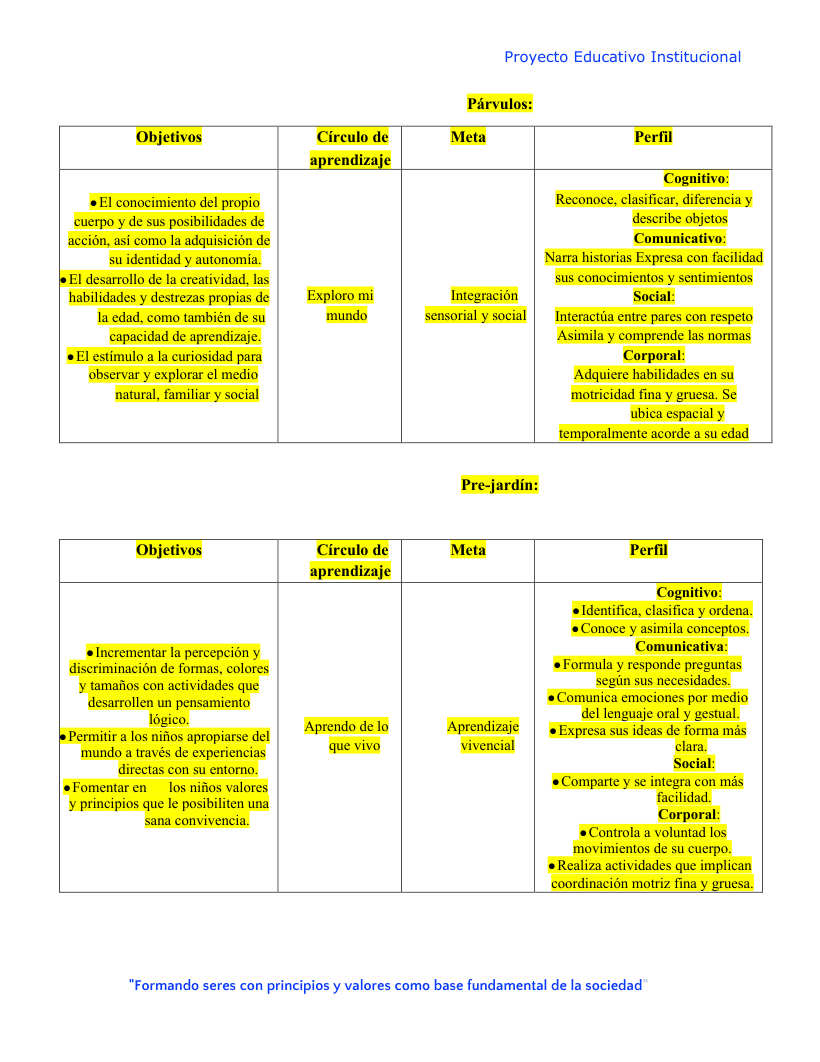 Proyecto Educativo Institucional
Párvulos:
Objetivos
Círculo de
aprendizaje
Meta
Perfil
●El conocimiento del propio
cuerpo y de sus posibilidades de
acción, así como la adquisición de
su identidad y autonomía.
●El desarrollo de la creatividad, las
habilidades y destrezas propias de
la edad, como también de su
capacidad de aprendizaje.
●El estímulo a la curiosidad para
observar y explorar el medio
natural, familiar y social
Exploro mi
mundo
Integración
sensorial y social
Cognitivo:
Reconoce, clasificar, diferencia y
describe objetos
Comunicativo:
Narra historias Expresa con facilidad
sus conocimientos y sentimientos
Social:
Interactúa entre pares con respeto
Asimila y comprende las normas
Corporal:
Adquiere habilidades en su
motricidad fina y gruesa. Se
ubica espacial y
temporalmente acorde a su edad
Pre-jardín:
Objetivos
Círculo de
aprendizaje
Meta
Perfil
●Incrementar la percepción y
discriminación de formas, colores
y tamaños con actividades que
desarrollen un pensamiento
lógico.
●Permitir a los niños apropiarse del
mundo a través de experiencias
directas con su entorno.
●Fomentar en los niños valores
y principios que le posibiliten una
sana convivencia.
Aprendo de lo
que vivo
Aprendizaje
vivencial
Cognitivo:
●Identifica, clasifica y ordena.
●Conoce y asimila conceptos.
Comunicativa:
●Formula y responde preguntas
según sus necesidades.
●Comunica emociones por medio
del lenguaje oral y gestual.
●Expresa sus ideas de forma más
clara.
Social:
●Comparte y se integra con más
facilidad.
Corporal:
●Controla a voluntad los
movimientos de su cuerpo.
●Realiza actividades que implican
coordinación motriz fina y gruesa.
"Formando seres con principios y valores como base fundamental de la sociedad"